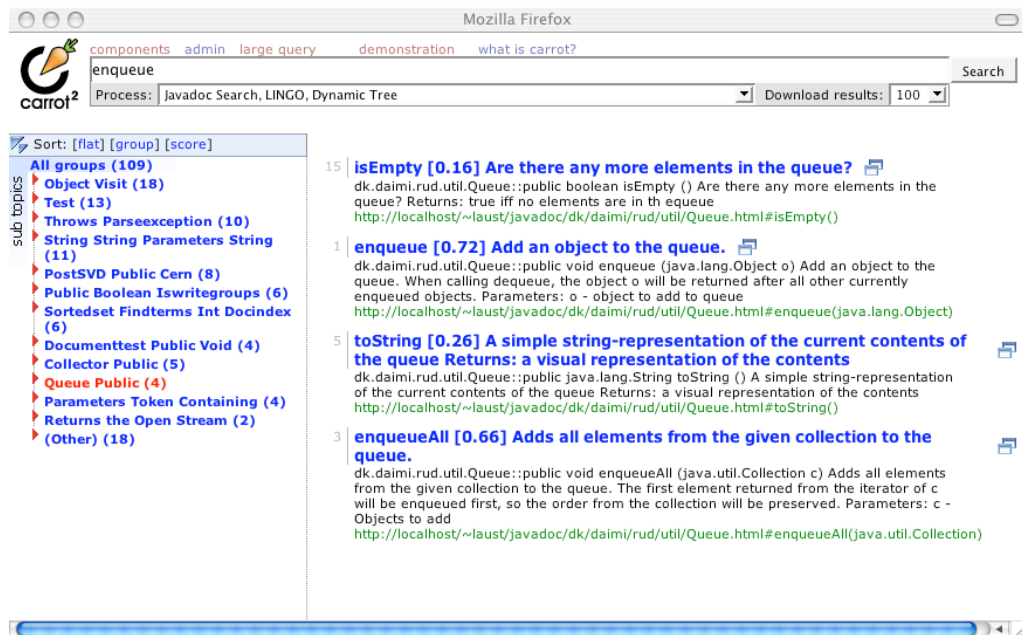 Mozilla Firefox
components admin large query demonstration what is carrot?
enqueue
Search
carrot2
Process: Javadoc Search, LINGO, Dynamic Tree Download results: 100
Sort: [flat] [group] [score]
sub topics
All groups (109)
Object Visit (18)
Test (13)
Throws Parseexception (10)
String String Parameters String
(11)
PostSVD Public Cern (8)
Public Boolean Iswritegroups (6)
Sortedset Findterms Int Docindex
(6)
Documenttest Public Void (4)
Collector Public (5)
Queue Public (4)
Parameters Token Containing (4)
Returns the Open Stream (2)
(Other) (18)
15 isEmpty [0.16] Are there any more elements in the queue?
dk.daimi.rud.util.Queue::public boolean isEmpty () Are there any more elements in the
queue? Returns: true iff no elements are in th equeue
http://localhost/~laust/javadoc/dk/daimi/rud/util/Queue.html#isEmpty()
1 enqueue [0.72] Add an object to the queue.
dk.daimi.rud.util.Queue::public void enqueue (java.lang.Object o) Add an object to the
queue. When calling dequeue, the object o will be returned after all other currently
enqueued objects. Parameters: o - object to add to queue
http://localhost/~laust/javadoc/dk/daimi/rud/util/Queue.html#enqueue(java.lang.Object)
5 toString [0.26] A simple string-representation of the current contents of
the queue Returns: a visual representation of the contents
dk.daimi.rud.util.Queue::public java.lang.String toString () A simple string-representation
of the current contents of the queue Returns: a visual representation of the contents
http://localhost/~laust/javadoc/dk/daimi/rud/util/Queue.html#toString()
3 enqueueAll [0.66] Adds all elements from the given collection to the
queue.
dk.daimi.rud.util.Queue::public void enqueueAll (java.util.Collection c) Adds all elements
from the given collection to the queue. The first element returned from the iterator of c
will be enqueued first, so the order from the collection will be preserved. Parameters: c -
Objects to add
http://localhost/~laust/javadoc/dk/daimi/rud/util/Queue.html#enqueueAll(java.util.Collection)